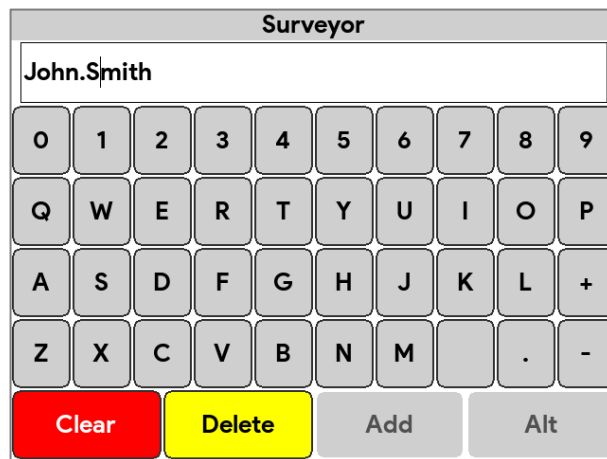 Surveyor
John.Smith
0 1 2 3 4 5 6 7 8 9
Q W E R T Y U I O P
A S D F G H J K L +
Z X C V B N M . -
Clear Delete Add Alt